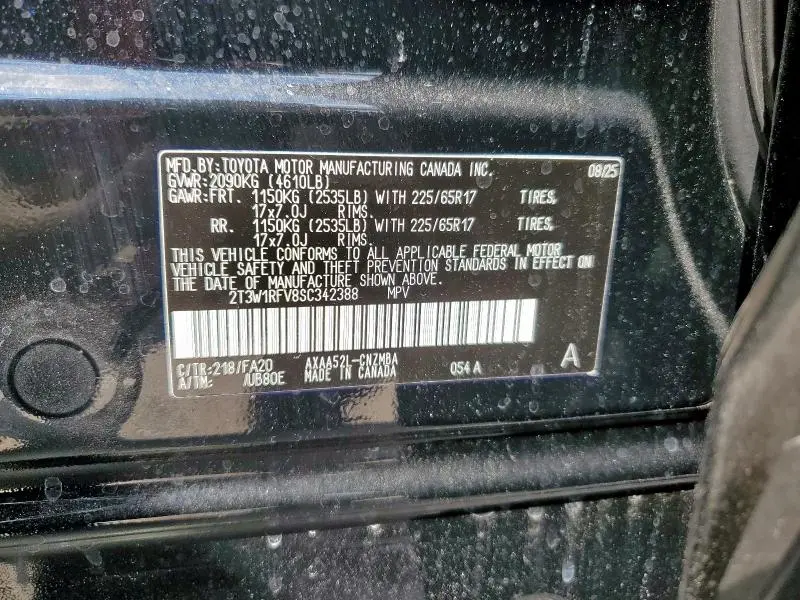 MFD.BY:TOYOTA MOTOR MANUFACTURING CANADA INC. 08/25
GVWR:2090KG (4610LB)
GAWR:FRT. 1150KG (2535LB) WITH 225/65R17 TIRES,
17x7.0J RIMS.
RR. 1150KG (2535LB) WITH 225/65R17 TIRES,
17x7.0J RIMS.
THIS VEHICLE CONFORMS TO ALL APPLICABLE FEDERAL MOTOR
VEHICLE SAFETY AND THEFT PREVENTION STANDARDS IN EFFECT ON
THE DATE OF MANUFACTURE SHOWN ABOVE.
2T3W1RFV8SC342388 MPV
C/TR:218/FA20 AXAA52L-CNZMBA 054A A
A/TM: /UB80E MADE IN CANADA